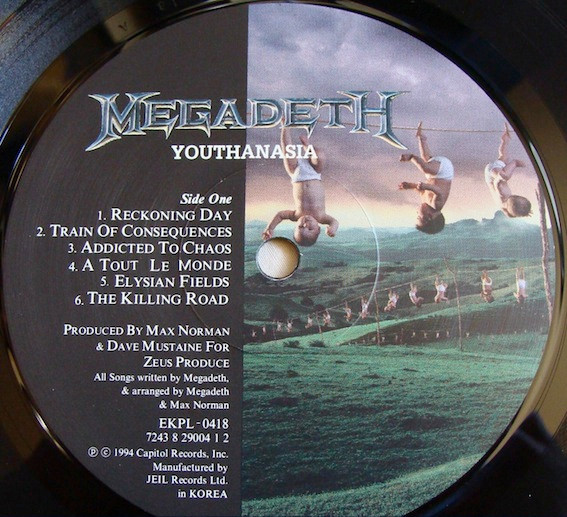 MEGADETH
YOUTHANASIA
Side One
1. RECKONING DAY
2. TRAIN OF CONSEQUENCES
3. ADDICTED TO CHAOS
4. A TOUT LE MONDE
5. ELYSIAN FIELDS
6. THE KILLING ROAD
PRODUCED BY MAX NORMAN
& DAVE MUSTAINE FOR
ZEUS PRODUCE
All Songs written by Megadeth,
& arranged by Megadeth
& Max Norman
EKPL-0418
7243 8 29004 1 2
℗ © 1994 Capitol Records, Inc.
Manufactured by
JEIL Records Ltd.
in KOREA